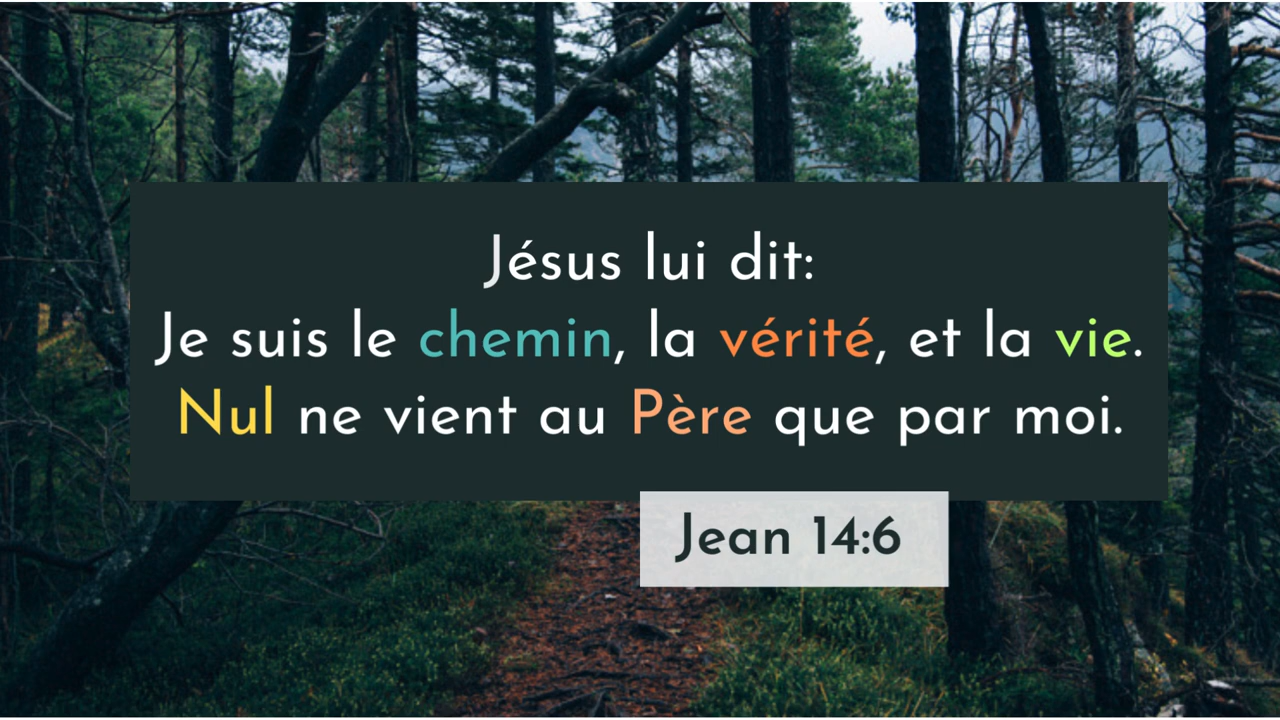 Jésus lui dit:
Je suis le chemin, la vérité, et la vie.
Nul ne vient au Père que par moi.
Jean 14:6